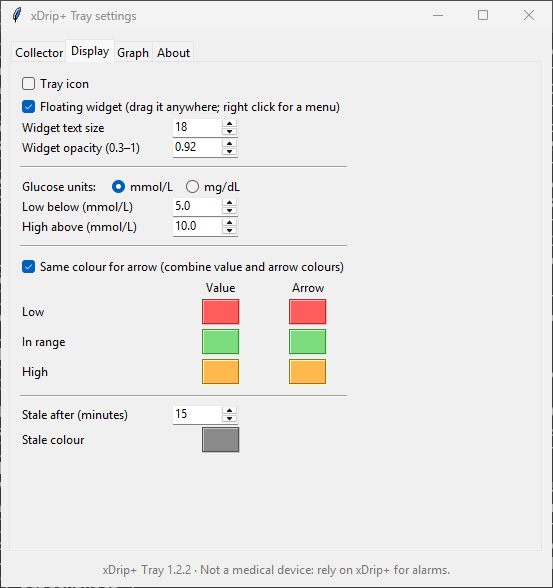 xDrip+ Tray settings
Collector Display Graph About
Tray icon
Floating widget (drag it anywhere; right click for a menu)
Widget text size 18
Widget opacity (0.3–1) 0.92
Glucose units: mmol/L mg/dL
Low below (mmol/L) 5.0
High above (mmol/L) 10.0
Same colour for arrow (combine value and arrow colours)
Value Arrow
Low
In range
High
Stale after (minutes) 15
Stale colour
xDrip+ Tray 1.2.2 · Not a medical device: rely on xDrip+ for alarms.